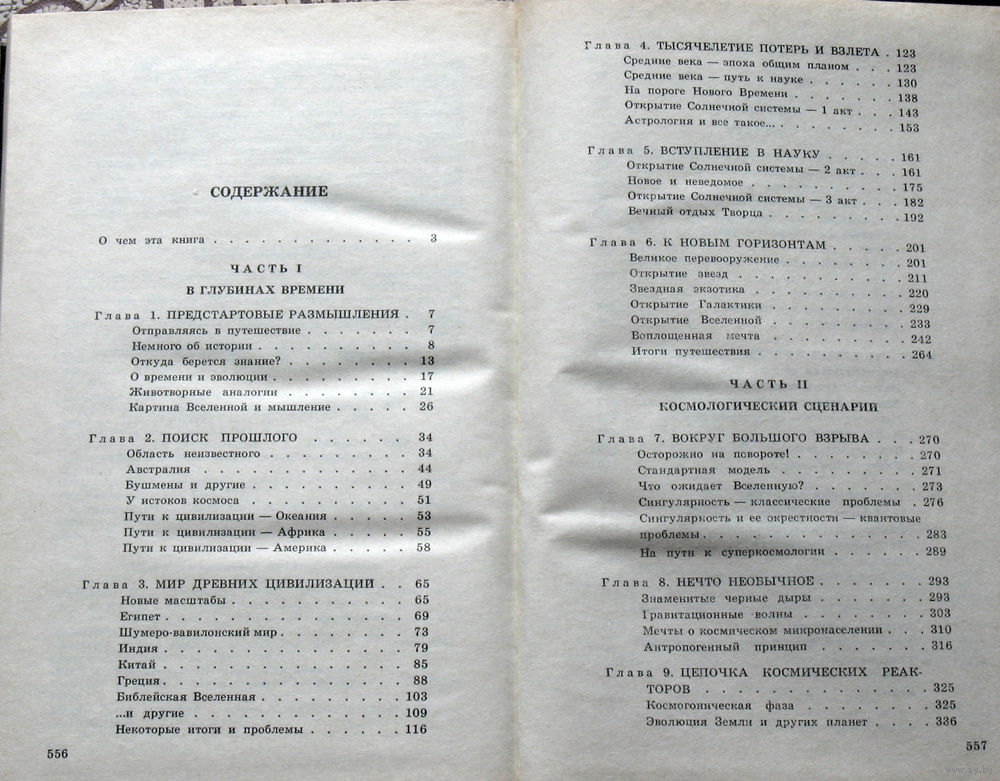 СОДЕРЖАНИЕ
О чем эта книга . . . . . . . . . . . . . 3
ЧАСТЬ I
В ГЛУБИНАХ ВРЕМЕНИ
Глава 1. ПРЕДСТАРТОВЫЕ РАЗМЫШЛЕНИЯ . 7
Отправляясь в путешествие . . . . . . . 7
Немного об истории . . . . . . . . . 8
Откуда берется знание? . . . . . . . . 13
О времени и эволюции . . . . . . . . . 17
Животворные аналогии . . . . . . . . 21
Картина Вселенной и мышление . . . . . 26
Глава 2. ПОИСК ПРОШЛОГО . . . . . . 34
Область неизвестного . . . . . . . . . 34
Австралия . . . . . . . . . . . . 44
Бушмены и другие . . . . . . . . . . 49
У истоков космоса . . . . . . . . . . 51
Пути к цивилизации — Океания . . . . . 53
Пути к цивилизации — Африка . . . . . 55
Пути к цивилизации — Америка . . . . . 58
Глава 3. МИР ДРЕВНИХ ЦИВИЛИЗАЦИЙ . . 65
Новые масштабы . . . . . . . . . . . 65
Египет . . . . . . . . . . . . . . 69
Шумеро-вавилонский мир . . . . . . . . 73
Индия . . . . . . . . . . . . . . 79
Китай . . . . . . . . . . . . . . 85
Греция . . . . . . . . . . . . . . 88
Библейская Вселенная . . . . . . . . . 103
...и другие . . . . . . . . . . . . . 109
Некоторые итоги и проблемы . . . . . . 116
556
Глава 4. ТЫСЯЧЕЛЕТИЕ ПОТЕРЬ И ВЗЛЕТА . 123
Средние века — эпоха общим планом . . . 123
Средние века — путь к науке . . . . . . 130
На пороге Нового Времени . . . . . . . 138
Открытие Солнечной системы — 1 акт . . . 143
Астрология и все такое... . . . . . . . . 153
Глава 5. ВСТУПЛЕНИЕ В НАУКУ . . . . . 161
Открытие Солнечной системы — 2 акт . . . 161
Новое и неведомое . . . . . . . . . . 175
Открытие Солнечной системы — 3 акт . . . 182
Вечный отдых Творца . . . . . . . . . 192
Глава 6. К НОВЫМ ГОРИЗОНТАМ . . . . . 201
Великое перевооружение . . . . . . . . 201
Открытие звезд . . . . . . . . . . . 211
Звездная экзотика . . . . . . . . . . 220
Открытие Галактики . . . . . . . . . 229
Открытие Вселенной . . . . . . . . . 233
Воплощенная мечта . . . . . . . . . 242
Итоги путешествия . . . . . . . . . . 264
ЧАСТЬ II
КОСМОЛОГИЧЕСКИЙ СЦЕНАРИЙ
Глава 7. ВОКРУГ БОЛЬШОГО ВЗРЫВА . . . 270
Осторожно на повороте! . . . . . . . . 270
Стандартная модель . . . . . . . . . 271
Что ожидает Вселенную? . . . . . . . . 273
Сингулярность — классические проблемы . 276
Сингулярность и ее окрестности — квантовые
проблемы . . . . . . . . . . . . . 283
На пути к суперкосмологии . . . . . . 289
Глава 8. НЕЧТО НЕОБЫЧНОЕ . . . . . . . 293
Знаменитые черные дыры . . . . . . . 293
Гравитационные волны . . . . . . . . 303
Мечты о космическом микронаселении . . . 310
Антропогенный принцип . . . . . . . . 316
Глава 9. ЦЕПОЧКА КОСМИЧЕСКИХ РЕАК-
ТОРОВ . . . . . . . . . . . . . 325
Космогоническая фаза . . . . . . . . 325
Эволюция Земли и других планет . . . . 336
557
www.ay.by